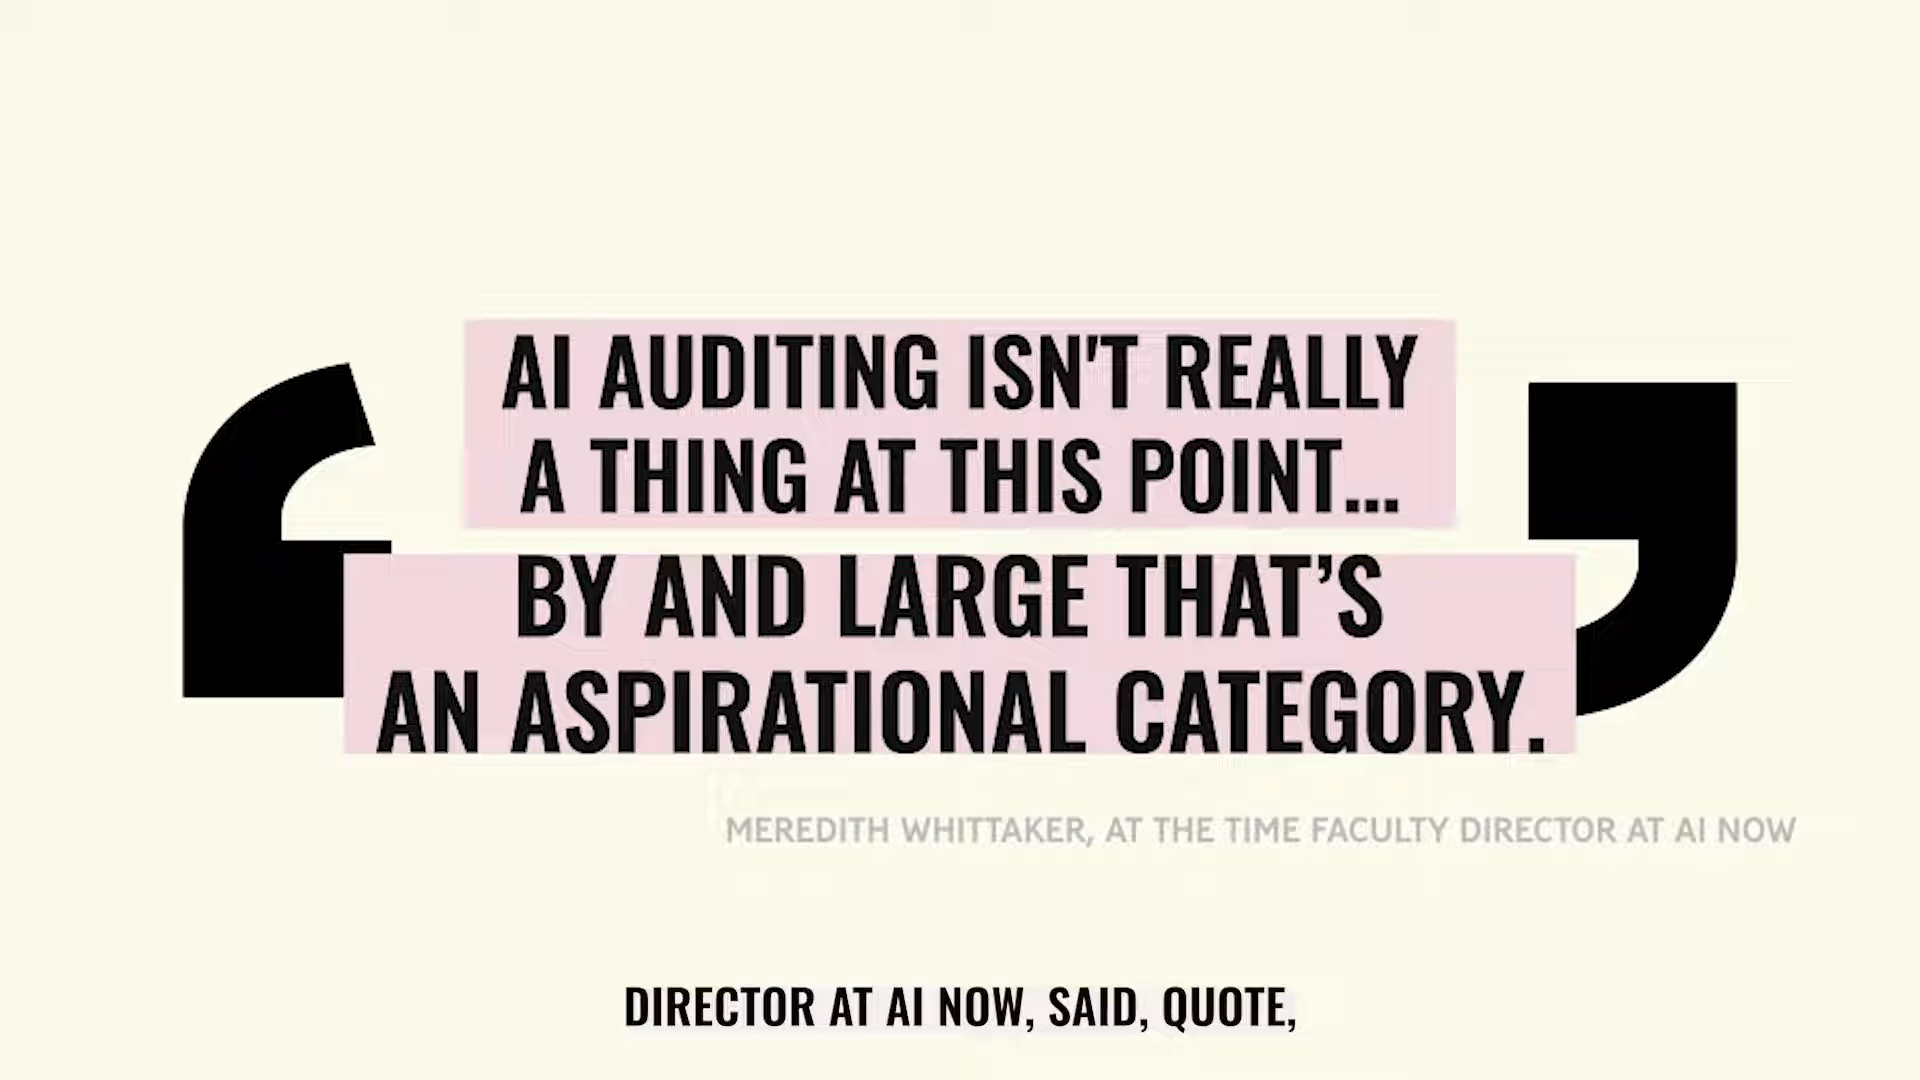 AI AUDITING ISN'T REALLY
A THING AT THIS POINT...
BY AND LARGE THAT’S
AN ASPIRATIONAL CATEGORY.
MEREDITH WHITTAKER, AT THE TIME FACULTY DIRECTOR AT AI NOW
DIRECTOR AT AI NOW, SAID, QUOTE,